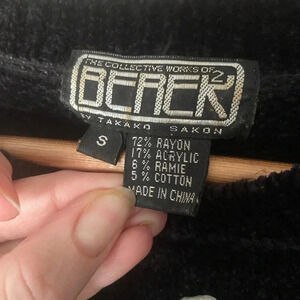 THE COLLECTIVE WORKS OF
BEREK 2
BY TAKAKO SAKON
S
72% RAYON
17% ACRYLIC
6% RAMIE
5% COTTON
MADE IN CHINA